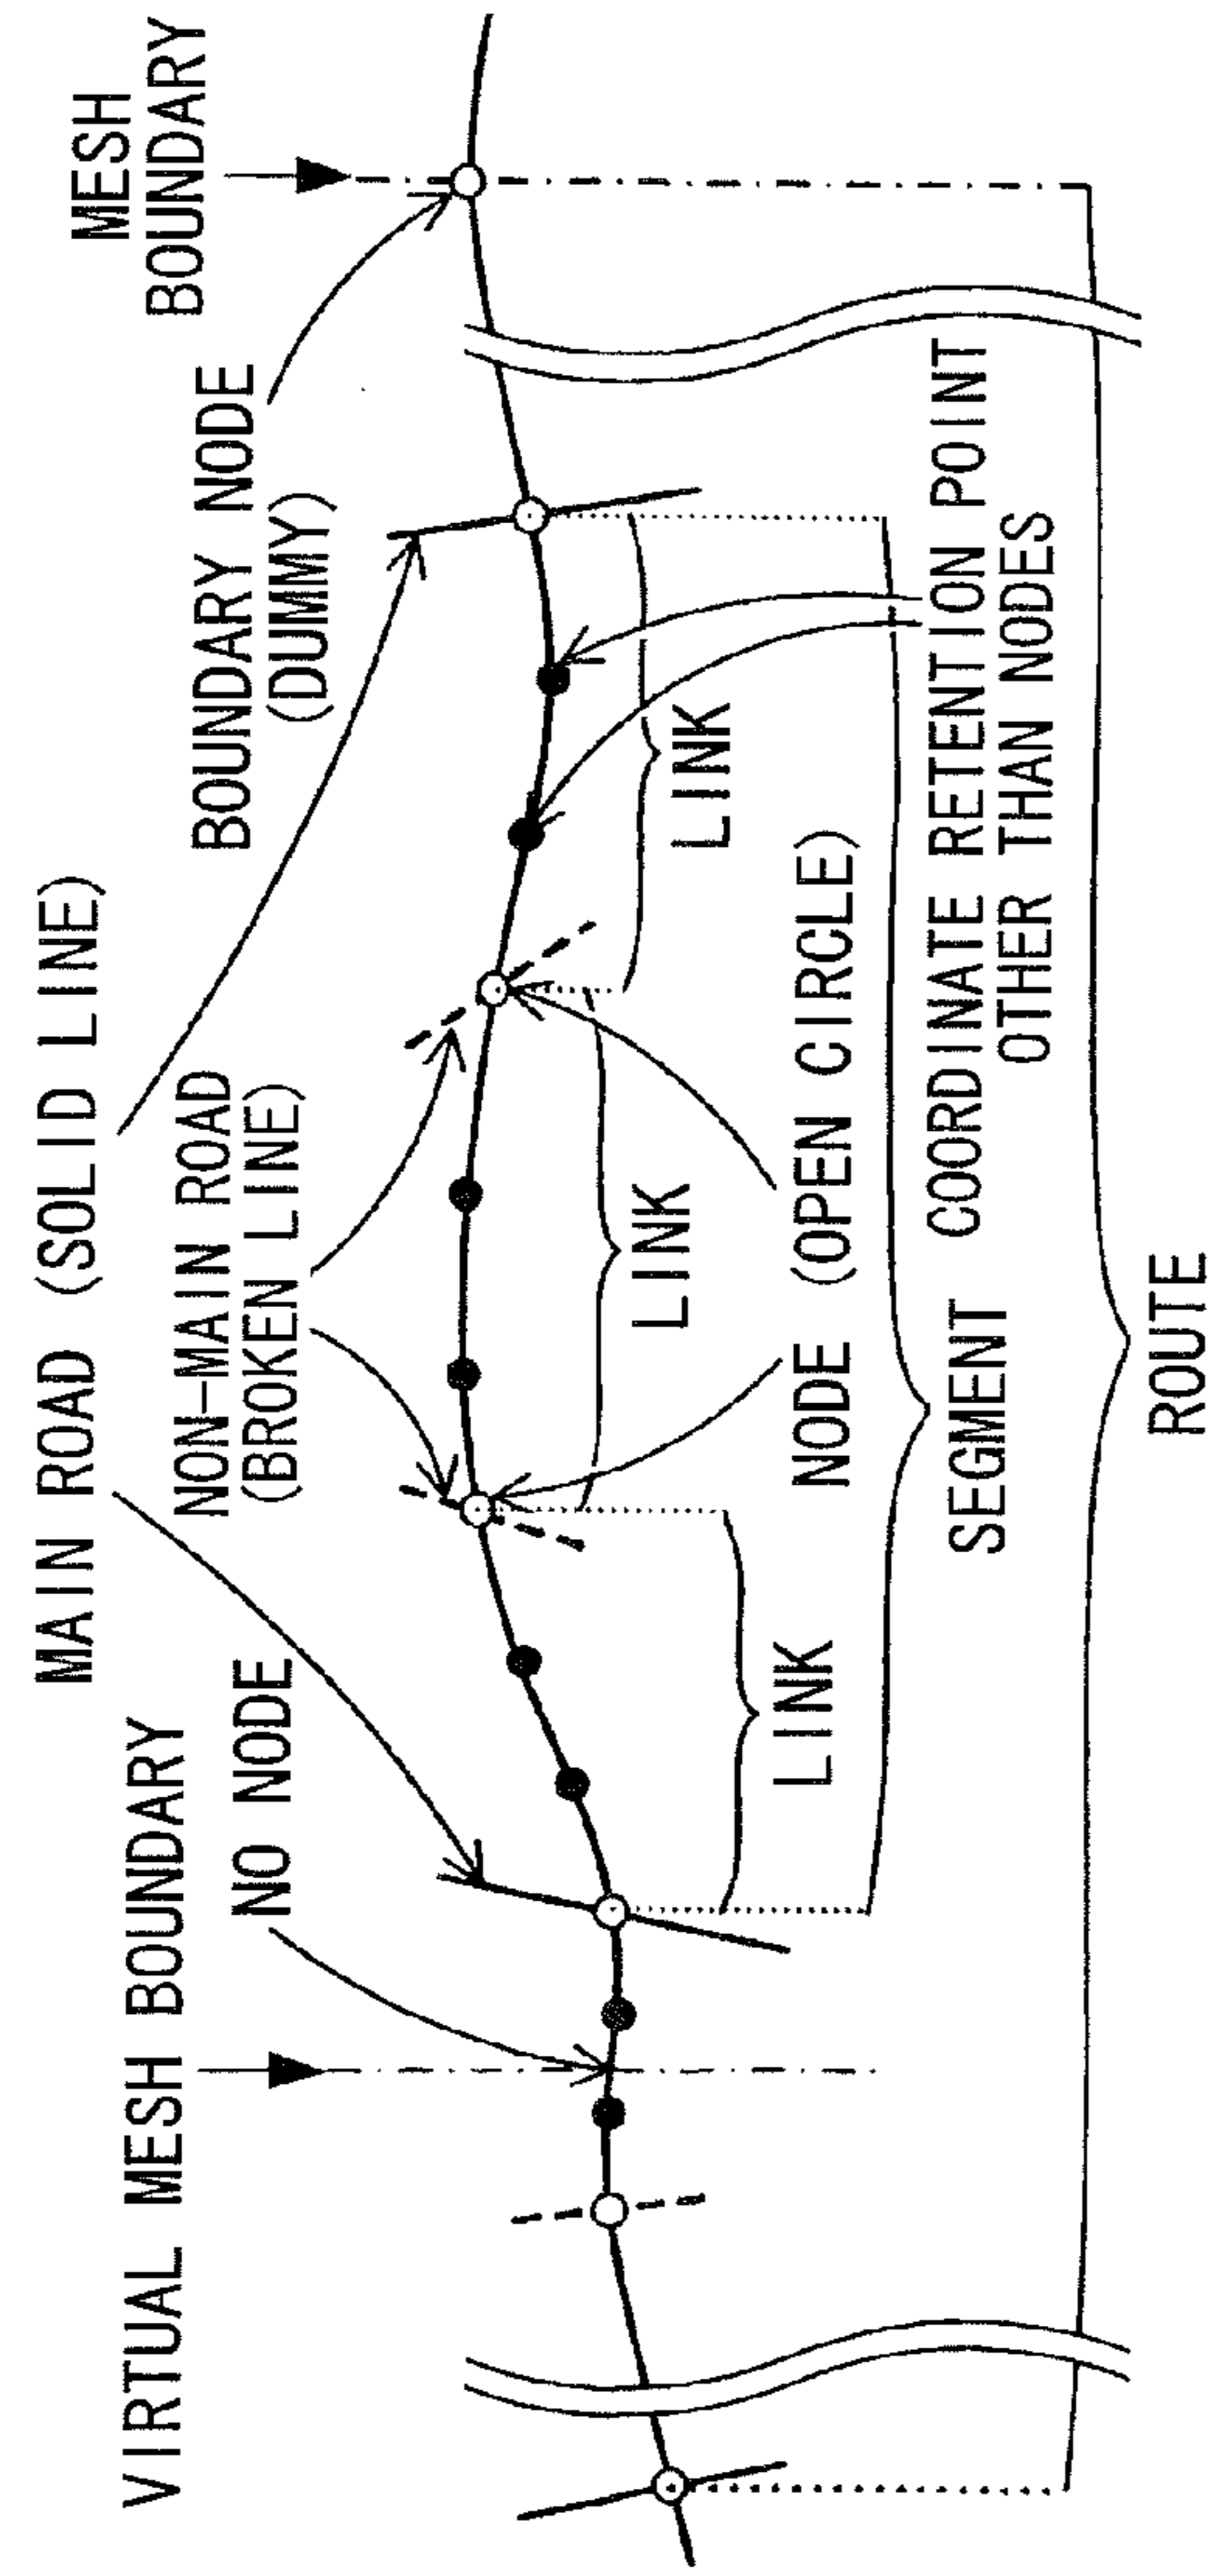 MAIN ROAD (SOLID LINE)
VIRTUAL MESH BOUNDARY
NO NODE
NON-MAIN ROAD
(BROKEN LINE)
BOUNDARY NODE
(DUMMY)
MESH
BOUNDARY
LINK
LINK
LINK
NODE (OPEN CIRCLE)
SEGMENT
COORDINATE RETENTION POINT
OTHER THAN NODES
ROUTE